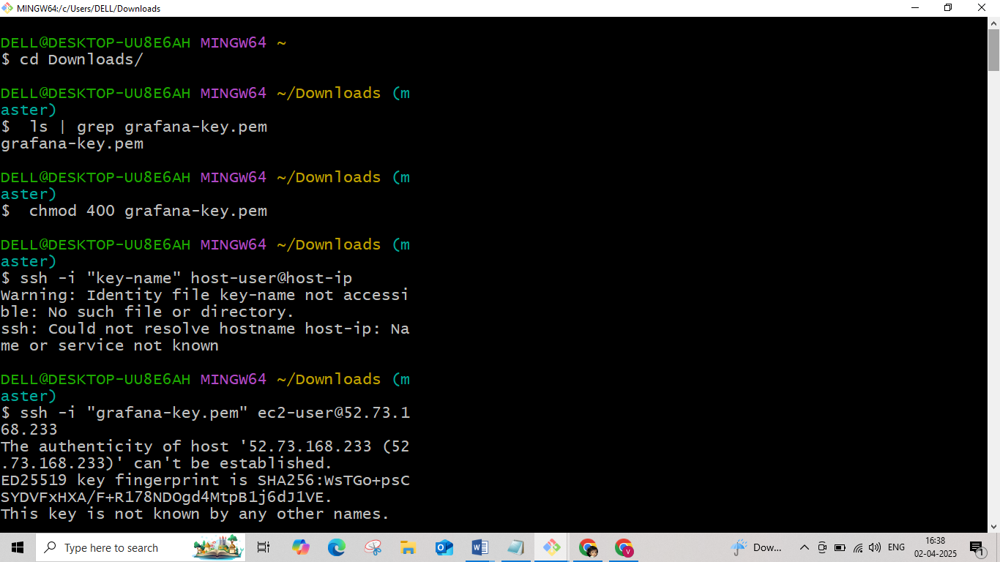 MINGW64:/c/Users/DELL/Downloads
DELL@DESKTOP-UU8E6AH MINGW64 ~
$ cd Downloads/
DELL@DESKTOP-UU8E6AH MINGW64 ~/Downloads (m
aster)
$  ls | grep grafana-key.pem
grafana-key.pem
DELL@DESKTOP-UU8E6AH MINGW64 ~/Downloads (m
aster)
$  chmod 400 grafana-key.pem
DELL@DESKTOP-UU8E6AH MINGW64 ~/Downloads (m
aster)
$ ssh -i "key-name" host-user@host-ip
Warning: Identity file key-name not accessi
ble: No such file or directory.
ssh: Could not resolve hostname host-ip: Na
me or service not known
DELL@DESKTOP-UU8E6AH MINGW64 ~/Downloads (m
aster)
$ ssh -i "grafana-key.pem" ec2-user@52.73.1
68.233
The authenticity of host '52.73.168.233 (52
.73.168.233)' can't be established.
ED25519 key fingerprint is SHA256:WsTGo+psC
SYDVFxHXA/F+R178NDOgd4MtpB1j6dJ1VE.
This key is not known by any other names.
Type here to search
Dow...
ENG
16:38
02-04-2025
1